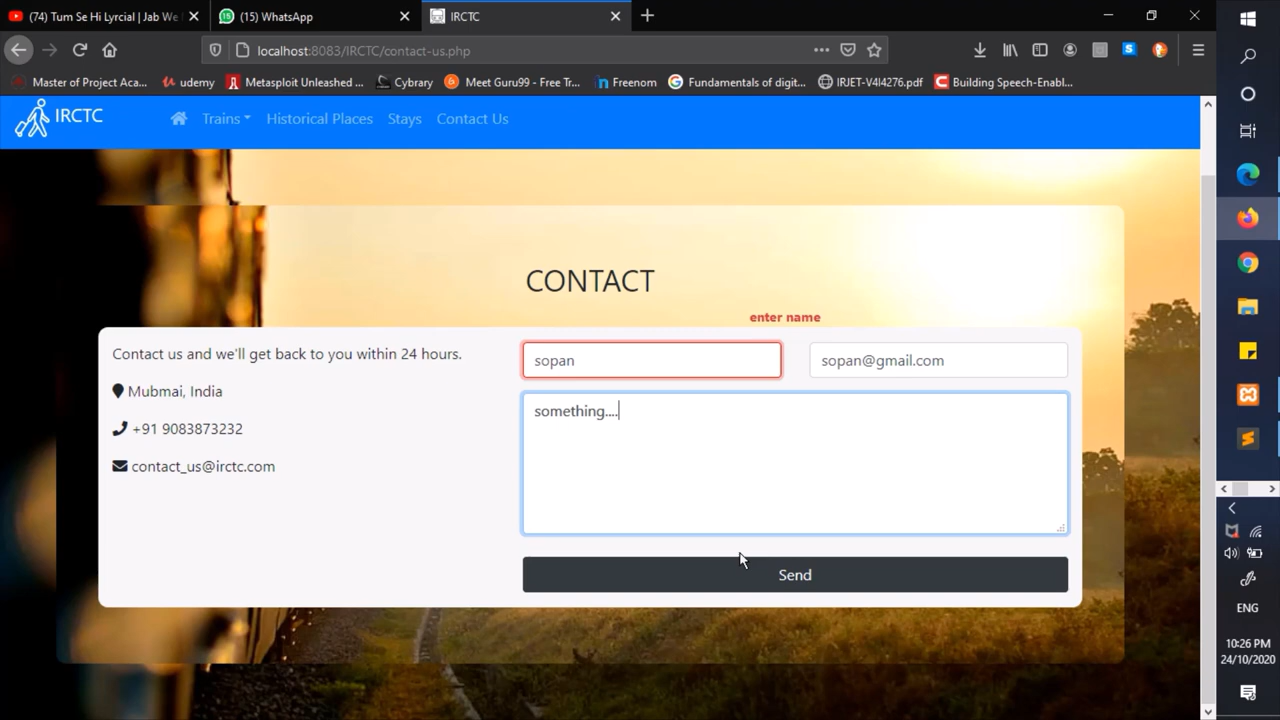 (74) Tum Se Hi Lyrcial | Jab We
(15) WhatsApp
IRCTC
localhost:8083/IRCTC/contact-us.php
Master of Project Aca...
udemy
Metasploit Unleashed ...
Cybrary
Meet Guru99 - Free Tr...
Freenom
Fundamentals of digit...
IRJET-V4I4276.pdf
Building Speech-Enabl...
IRCTC
Trains
Historical Places
Stays
Contact Us
CONTACT
enter name
Contact us and we'll get back to you within 24 hours.
Mubmai, India
+91 9083873232
contact_us@irctc.com
sopan
sopan@gmail.com
something....
Send
ENG
10:26 PM
24/10/2020